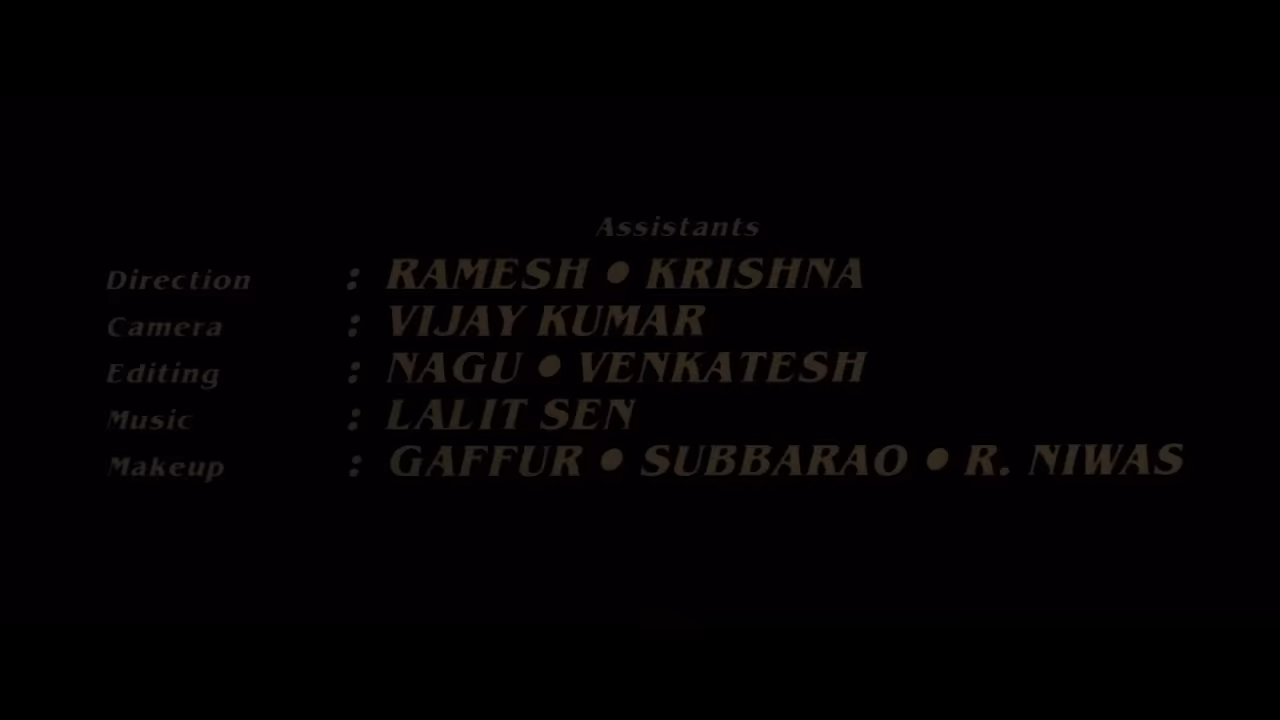 Assistants
Direction : RAMESH • KRISHNA
Camera : VIJAY KUMAR
Editing : NAGU • VENKATESH
Music : LALIT SEN
Makeup : GAFFUR • SUBBARAO • R. NIWAS